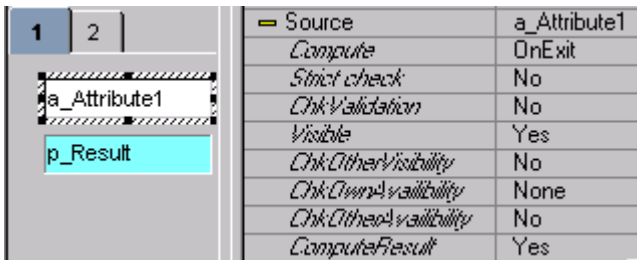 1 2
a_Attribute1
p_Result
Source a_Attribute1
Compute OnExit
Strict check No
ChkValidation No
Visible Yes
ChkOtherVisibility No
ChkOwnAvailibility None
ChkOtherAvailibility No
ComputeResult Yes